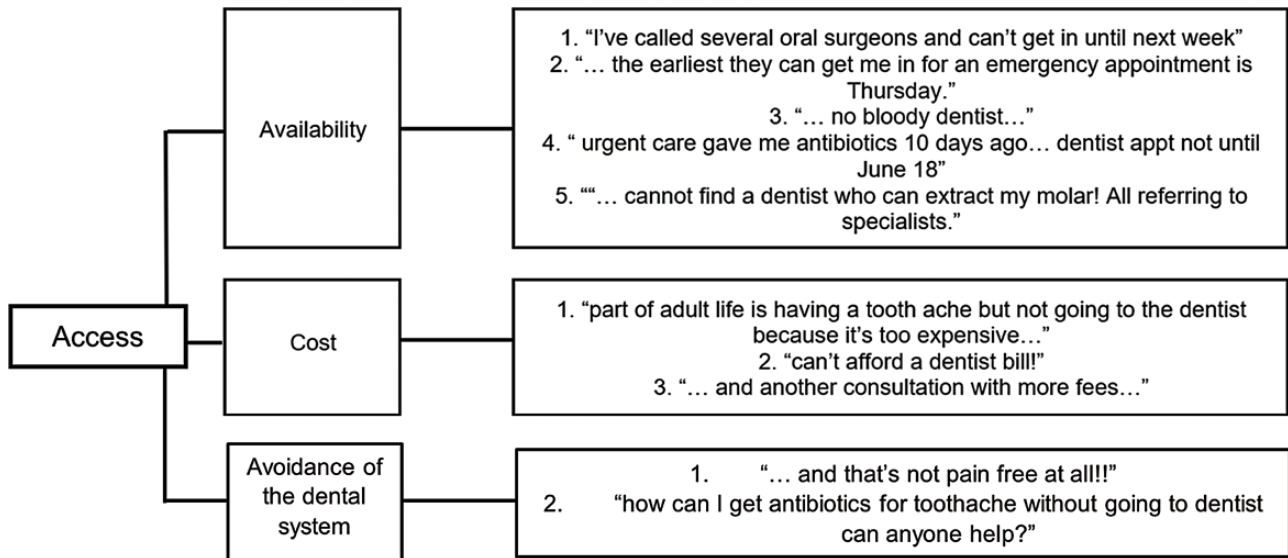 Access
Availability
1. “I’ve called several oral surgeons and can’t get in until next week”
2. “… the earliest they can get me in for an emergency appointment is
Thursday.”
3. “… no bloody dentist…”
4. “ urgent care gave me antibiotics 10 days ago… dentist appt not until
June 18”
5. ““… cannot find a dentist who can extract my molar! All referring to
specialists.”
Cost
1. “part of adult life is having a tooth ache but not going to the dentist
because it’s too expensive…”
2. “can’t afford a dentist bill!”
3. “… and another consultation with more fees…”
Avoidance of
the dental
system
1. “… and that’s not pain free at all!!”
2. “how can I get antibiotics for toothache without going to dentist
can anyone help?”